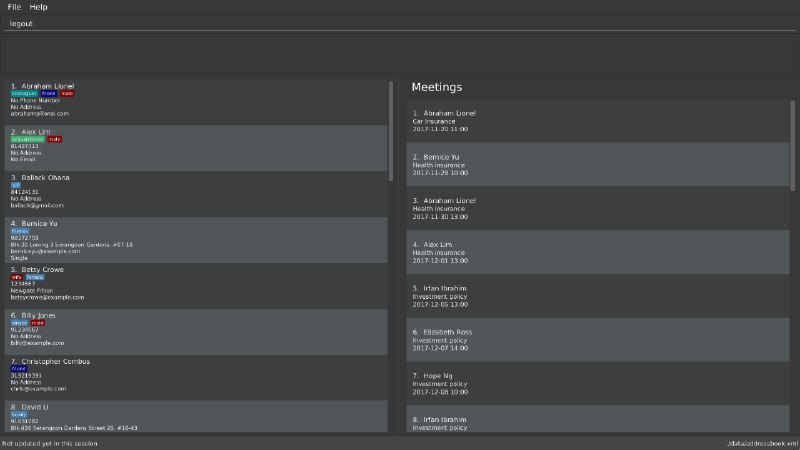 File Help
logout
1. Abraham Lionel
colleagues friend male
No Phone Number
No Address
abraham@lionel.com
2. Alex Lim
acquaintance male
81427313
No Address
No Email
3. Ballack Ohana
VIP
84124131
No Address
ballack@gmail.com
4. Bernice Yu
friends
99272758
Blk 30 Lorong 3 Serangoon Gardens, #07-18
berniceyu@example.com
Single
5. Betsy Crowe
wife female
1234567
Newgate Prison
betsycrowe@example.com
6. Billy Jones
singer male
91234567
No Address
billy@example.com
7. Christopher Combus
friend
319219391
No Address
chris@example.com
8. David Li
family
91031282
Blk 436 Serangoon Gardens Street 26, #16-43
Meetings
1. Abraham Lionel
Car Insurance
2017-11-20 11:00
2. Bernice Yu
Health insurance
2017-11-28 10:00
3. Abraham Lionel
Health insurance
2017-11-30 13:00
4. Alex Lim
Health insurance
2017-12-01 13:00
5. Irfan Ibrahim
Investment policy
2017-12-05 13:00
6. Elizabeth Ross
Investment policy
2017-12-07 14:00
7. Hope Ng
Investment policy
2017-12-08 10:00
8. Irfan Ibrahim
Investment policy
Not updated yet in this session
./data/addressbook.xml